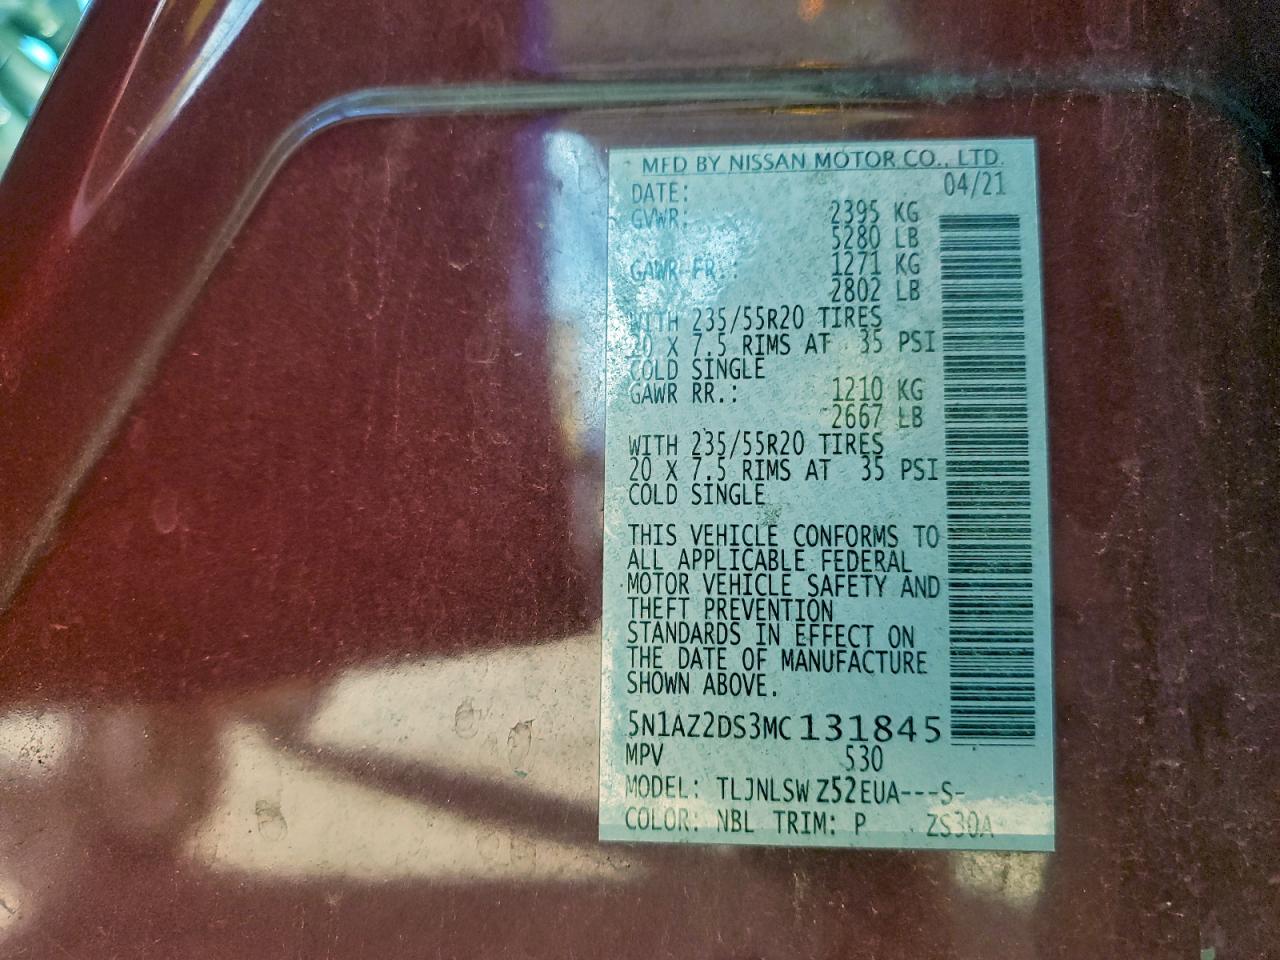 MFD BY NISSAN MOTOR CO., LTD.
DATE: 04/21
GVWR: 2395 KG
5280 LB
GAWR FR.: 1271 KG
2802 LB
WITH 235/55R20 TIRES
20 X 7.5 RIMS AT 35 PSI
COLD SINGLE
GAWR RR.: 1210 KG
2667 LB
WITH 235/55R20 TIRES
20 X 7.5 RIMS AT 35 PSI
COLD SINGLE
THIS VEHICLE CONFORMS TO
ALL APPLICABLE FEDERAL
MOTOR VEHICLE SAFETY AND
THEFT PREVENTION
STANDARDS IN EFFECT ON
THE DATE OF MANUFACTURE
SHOWN ABOVE.
5N1AZ2DS3MC131845
MPV 530
MODEL: TLJNLSWZ52EUA---S-
COLOR: NBL TRIM: P ZS30A